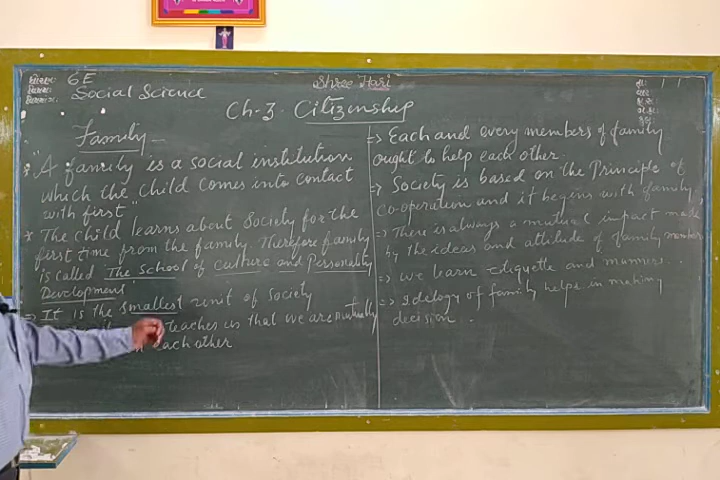 ધોરણ: 6E
વિષય: Social Science
Shree Hari
Ch-3. Citizenship
Family -
* "A family is a social institution
which the child comes into contact
with first"
* The child learns about Society for the
first time from the family. Therefore family
is called 'The School of culture and Personality
Development'
⇒ It is the smallest unit of Society
teaches us that we are mutually
each other
⇒ Each and every members of family
ought to help each other.
⇒ Society is based on the Principle of
co-operation and it begins with family.
⇒ There is always a mutual impact made
by the ideas and attitude of family members
⇒ we learn etiquette and manners..
⇒ Idelogy of family helps in making
decision..